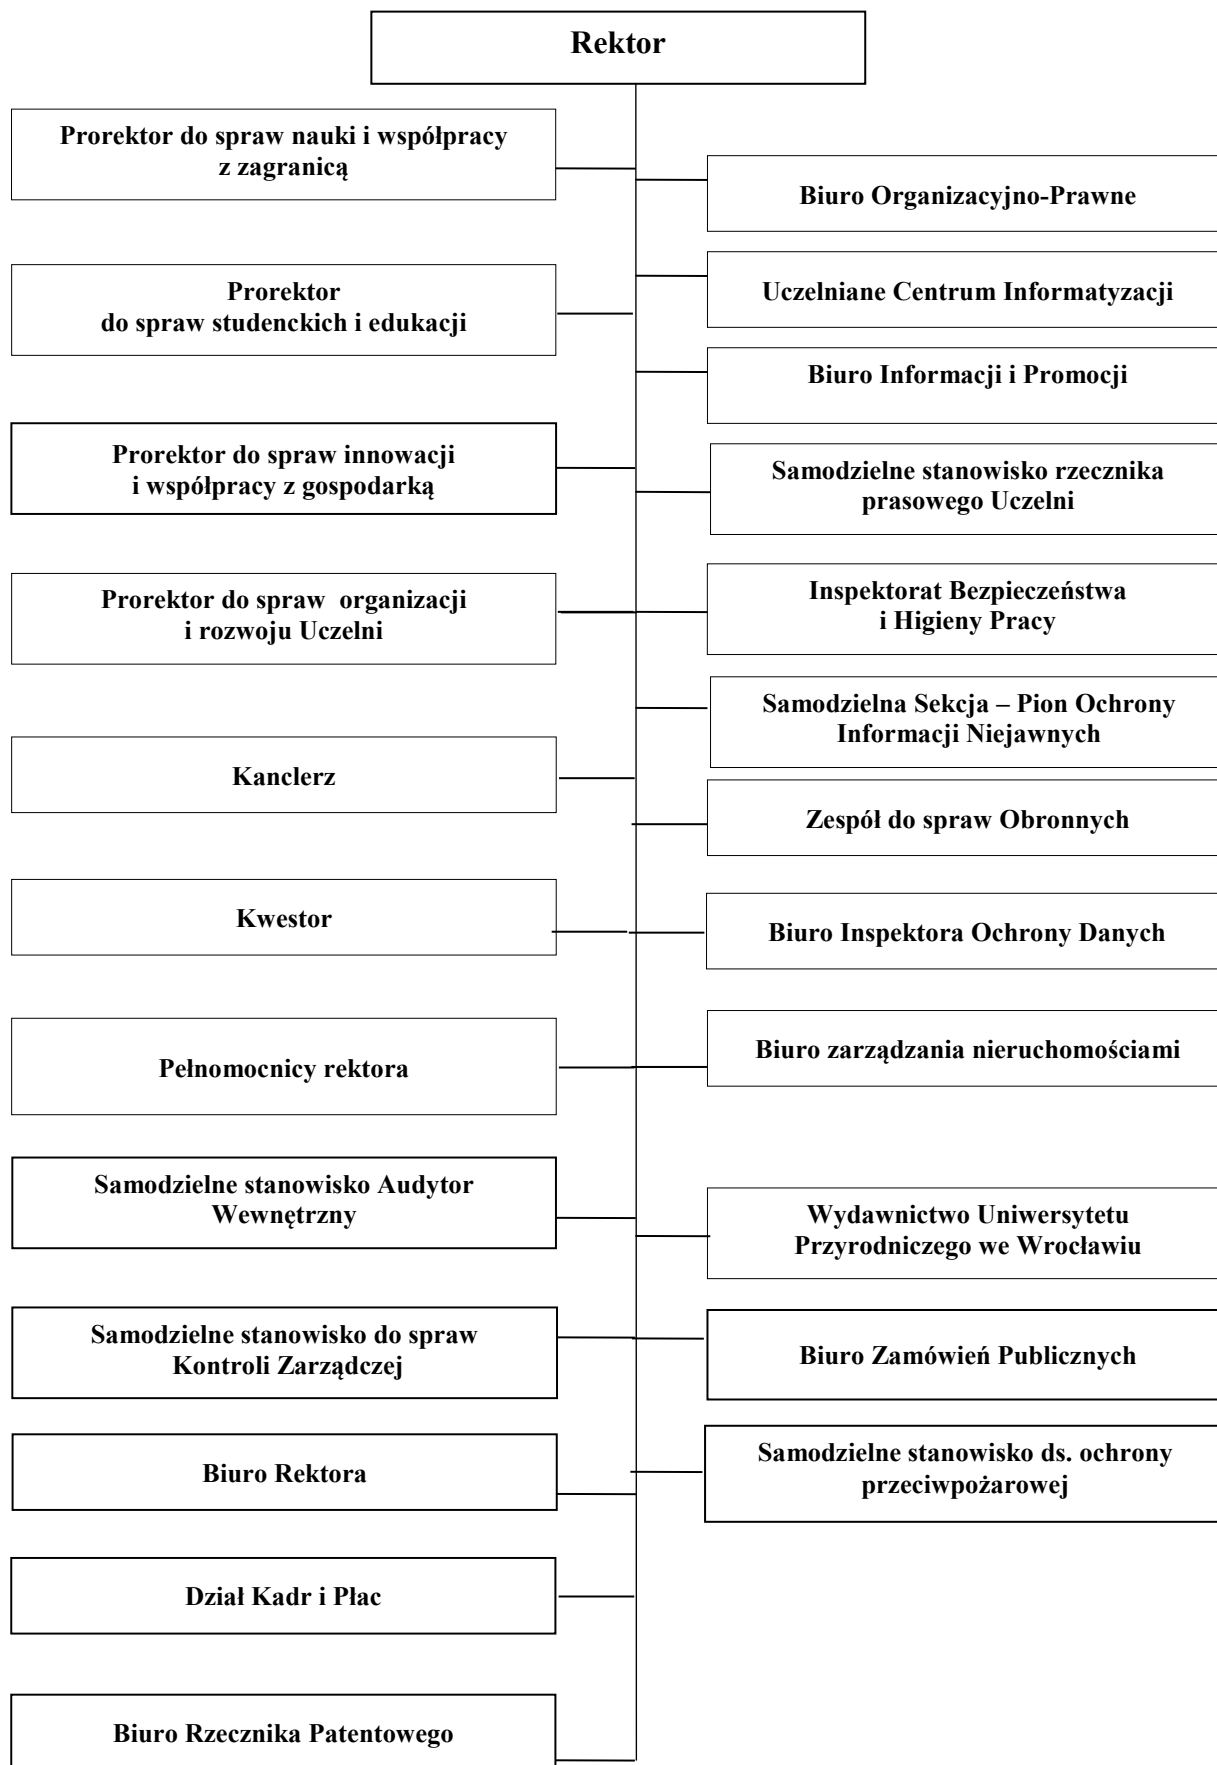 Rektor
Prorektor do spraw nauki i współpracy
z zagranicą
Prorektor
do spraw studenckich i edukacji
Prorektor do spraw innowacji
i współpracy z gospodarką
Prorektor do spraw organizacji
i rozwoju Uczelni
Kanclerz
Kwestor
Pełnomocnicy rektora
Samodzielne stanowisko Audytor
Wewnętrzny
Samodzielne stanowisko do spraw
Kontroli Zarządczej
Biuro Rektora
Dział Kadr i Płac
Biuro Rzecznika Patentowego
Biuro Organizacyjno-Prawne
Uczelniane Centrum Informatyzacji
Biuro Informacji i Promocji
Samodzielne stanowisko rzecznika
prasowego Uczelni
Inspektorat Bezpieczeństwa
i Higieny Pracy
Samodzielna Sekcja – Pion Ochrony
Informacji Niejawnych
Zespół do spraw Obronnych
Biuro Inspektora Ochrony Danych
Biuro zarządzania nieruchomościami
Wydawnictwo Uniwersytetu
Przyrodniczego we Wrocławiu
Biuro Zamówień Publicznych
Samodzielne stanowisko ds. ochrony
przeciwpożarowej